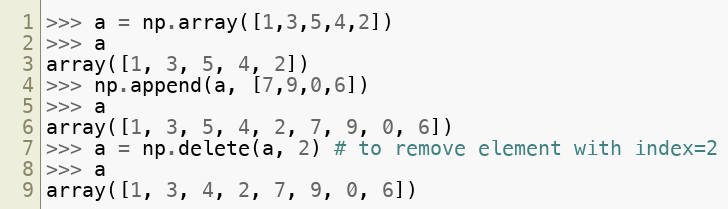 1 >>> a = np.array([1,3,5,4,2])
2 >>> a
3 array([1, 3, 5, 4, 2])
4 >>> np.append(a, [7,9,0,6])
5 >>> a
6 array([1, 3, 5, 4, 2, 7, 9, 0, 6])
7 >>> a = np.delete(a, 2) # to remove element with index=2
8 >>> a
9 array([1, 3, 4, 2, 7, 9, 0, 6])